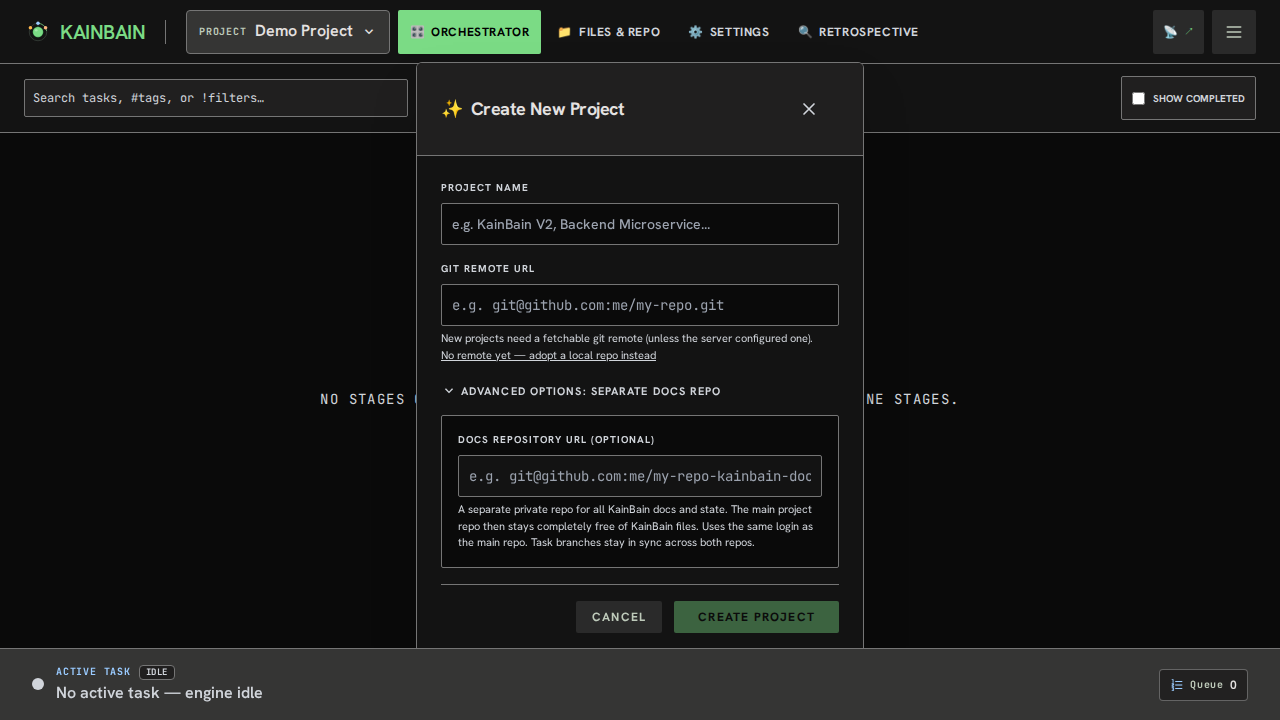 KAINBAIN
PROJECT Demo Project
ORCHESTRATOR
FILES & REPO
SETTINGS
RETROSPECTIVE
Search tasks, #tags, or !filters…
SHOW COMPLETED
Create New Project
PROJECT NAME
e.g. KainBain V2, Backend Microservice…
GIT REMOTE URL
e.g. git@github.com:me/my-repo.git
New projects need a fetchable git remote (unless the server configured one).
No remote yet — adopt a local repo instead
ADVANCED OPTIONS: SEPARATE DOCS REPO
NO STAGES
NE STAGES.
DOCS REPOSITORY URL (OPTIONAL)
e.g. git@github.com:me/my-repo-kainbain-doc
A separate private repo for all KainBain docs and state. The main project
repo then stays completely free of KainBain files. Uses the same login as
the main repo. Task branches stay in sync across both repos.
CANCEL
CREATE PROJECT
ACTIVE TASK IDLE
No active task — engine idle
Queue 0